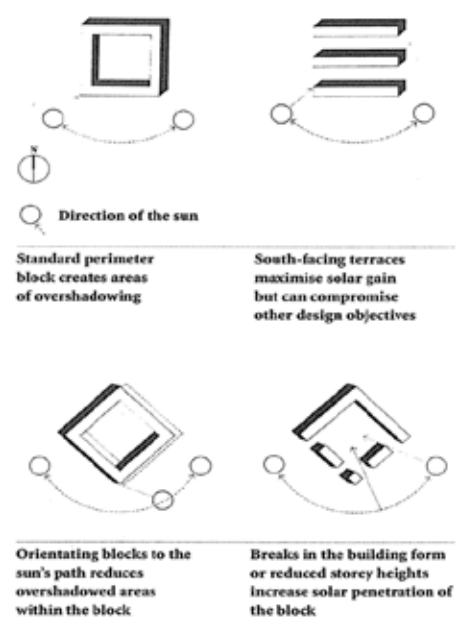 N
Direction of the sun
Standard perimeter
block creates areas
of overshadowing
South-facing terraces
maximise solar gain
but can compromise
other design objectives
Orientating blocks to the
sun's path reduces
overshadowed areas
within the block
Breaks in the building form
or reduced storey heights
increase solar penetration of
the block